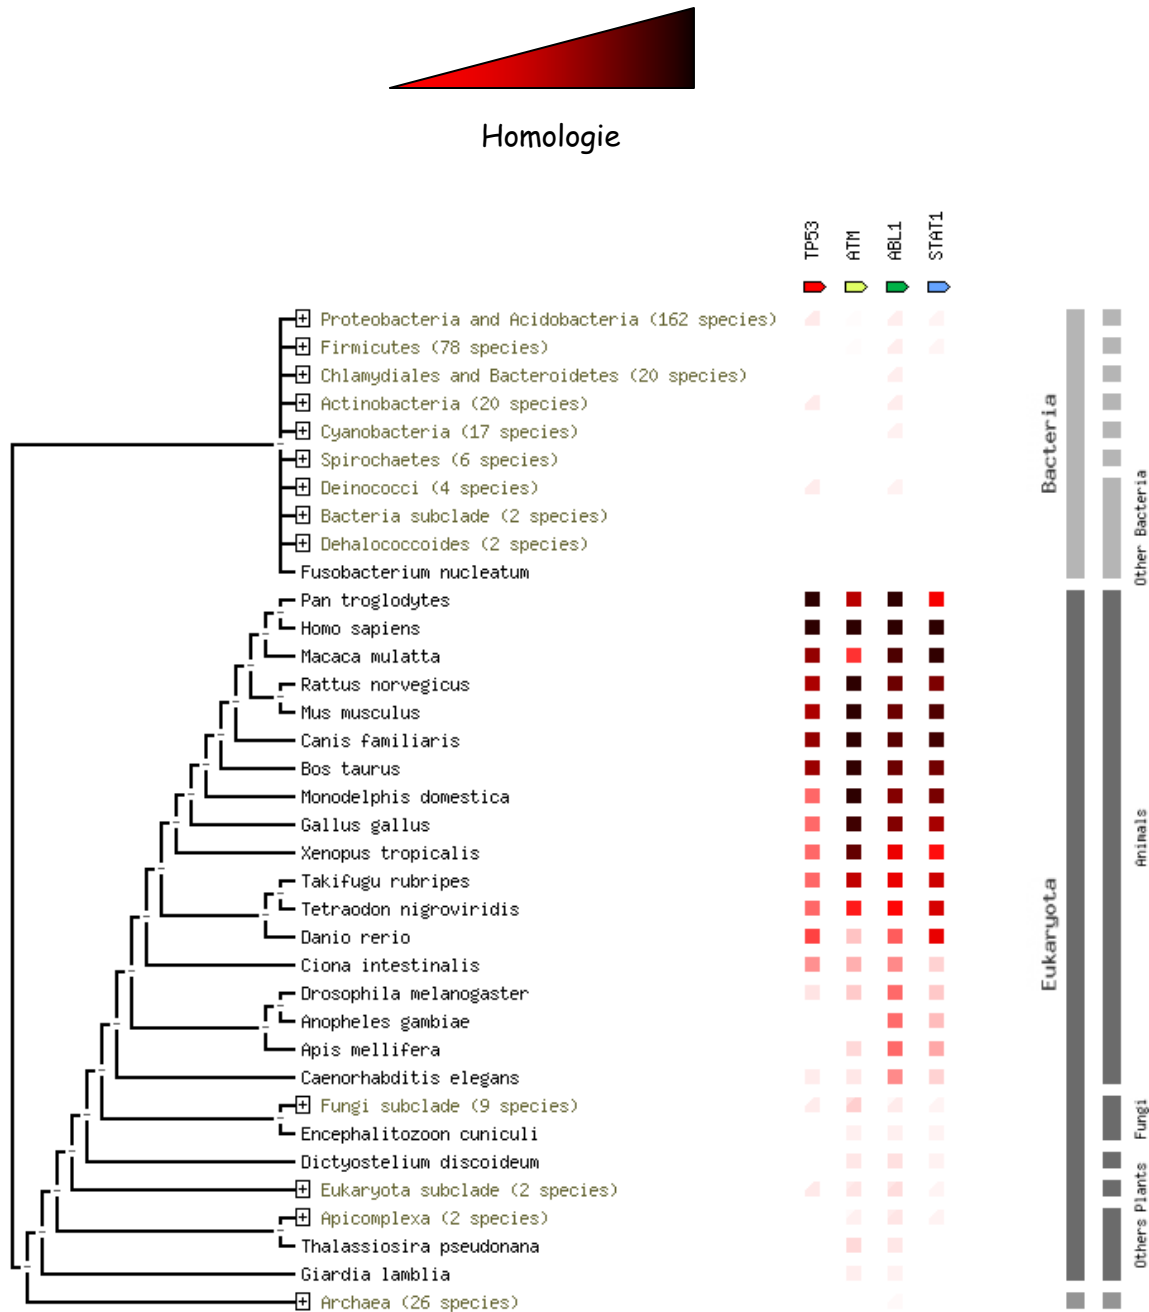 Homologie
TP53
ATM
ABL1
STAT1
Proteobacteria and Acidobacteria (162 species)
Firmicutes (78 species)
Chlamydiales and Bacteroidetes (20 species)
Actinobacteria (20 species)
Cyanobacteria (17 species)
Spirochaetes (6 species)
Deinococci (4 species)
Bacteria subclade (2 species)
Dehalococcoides (2 species)
Fusobacterium nucleatum
Pan troglodytes
Homo sapiens
Macaca mulatta
Rattus norvegicus
Mus musculus
Canis familiaris
Bos taurus
Monodelphis domestica
Gallus gallus
Xenopus tropicalis
Takifugu rubripes
Tetraodon nigroviridis
Danio rerio
Ciona intestinalis
Drosophila melanogaster
Anopheles gambiae
Apis mellifera
Caenorhabditis elegans
Fungi subclade (9 species)
Encephalitozoon cuniculi
Dictyostelium discoideum
Eukaryota subclade (2 species)
Apicomplexa (2 species)
Thalassiosira pseudonana
Giardia lamblia
Archaea (26 species)
Bacteria
Eukaryota
Other Bacteria
Animals
Fungi
Plants
Others